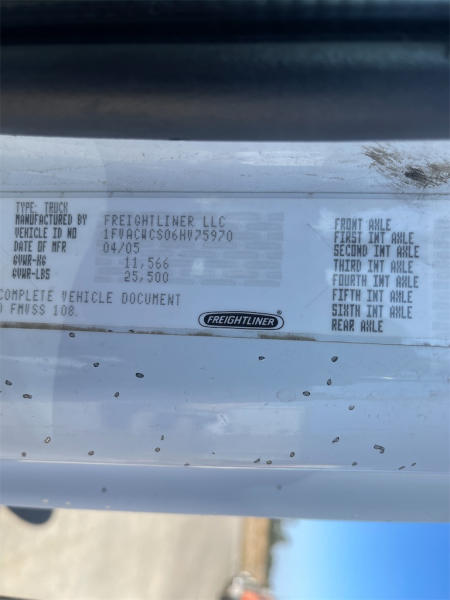 TYPE: TRUCK
MANUFACTURED BY FREIGHTLINER LLC
VEHICLE ID NO 1FVACWCS06HV75970
DATE OF MFR 04/05
GVWR-KG 11,566
GVWR-LBS 25,500
COMPLETE VEHICLE DOCUMENT
FMVSS 108.
FREIGHTLINER
FRONT AXLE
FIRST INT AXLE
SECOND INT AXLE
THIRD INT AXLE
FOURTH INT AXLE
FIFTH INT AXLE
SIXTH INT AXLE
REAR AXLE